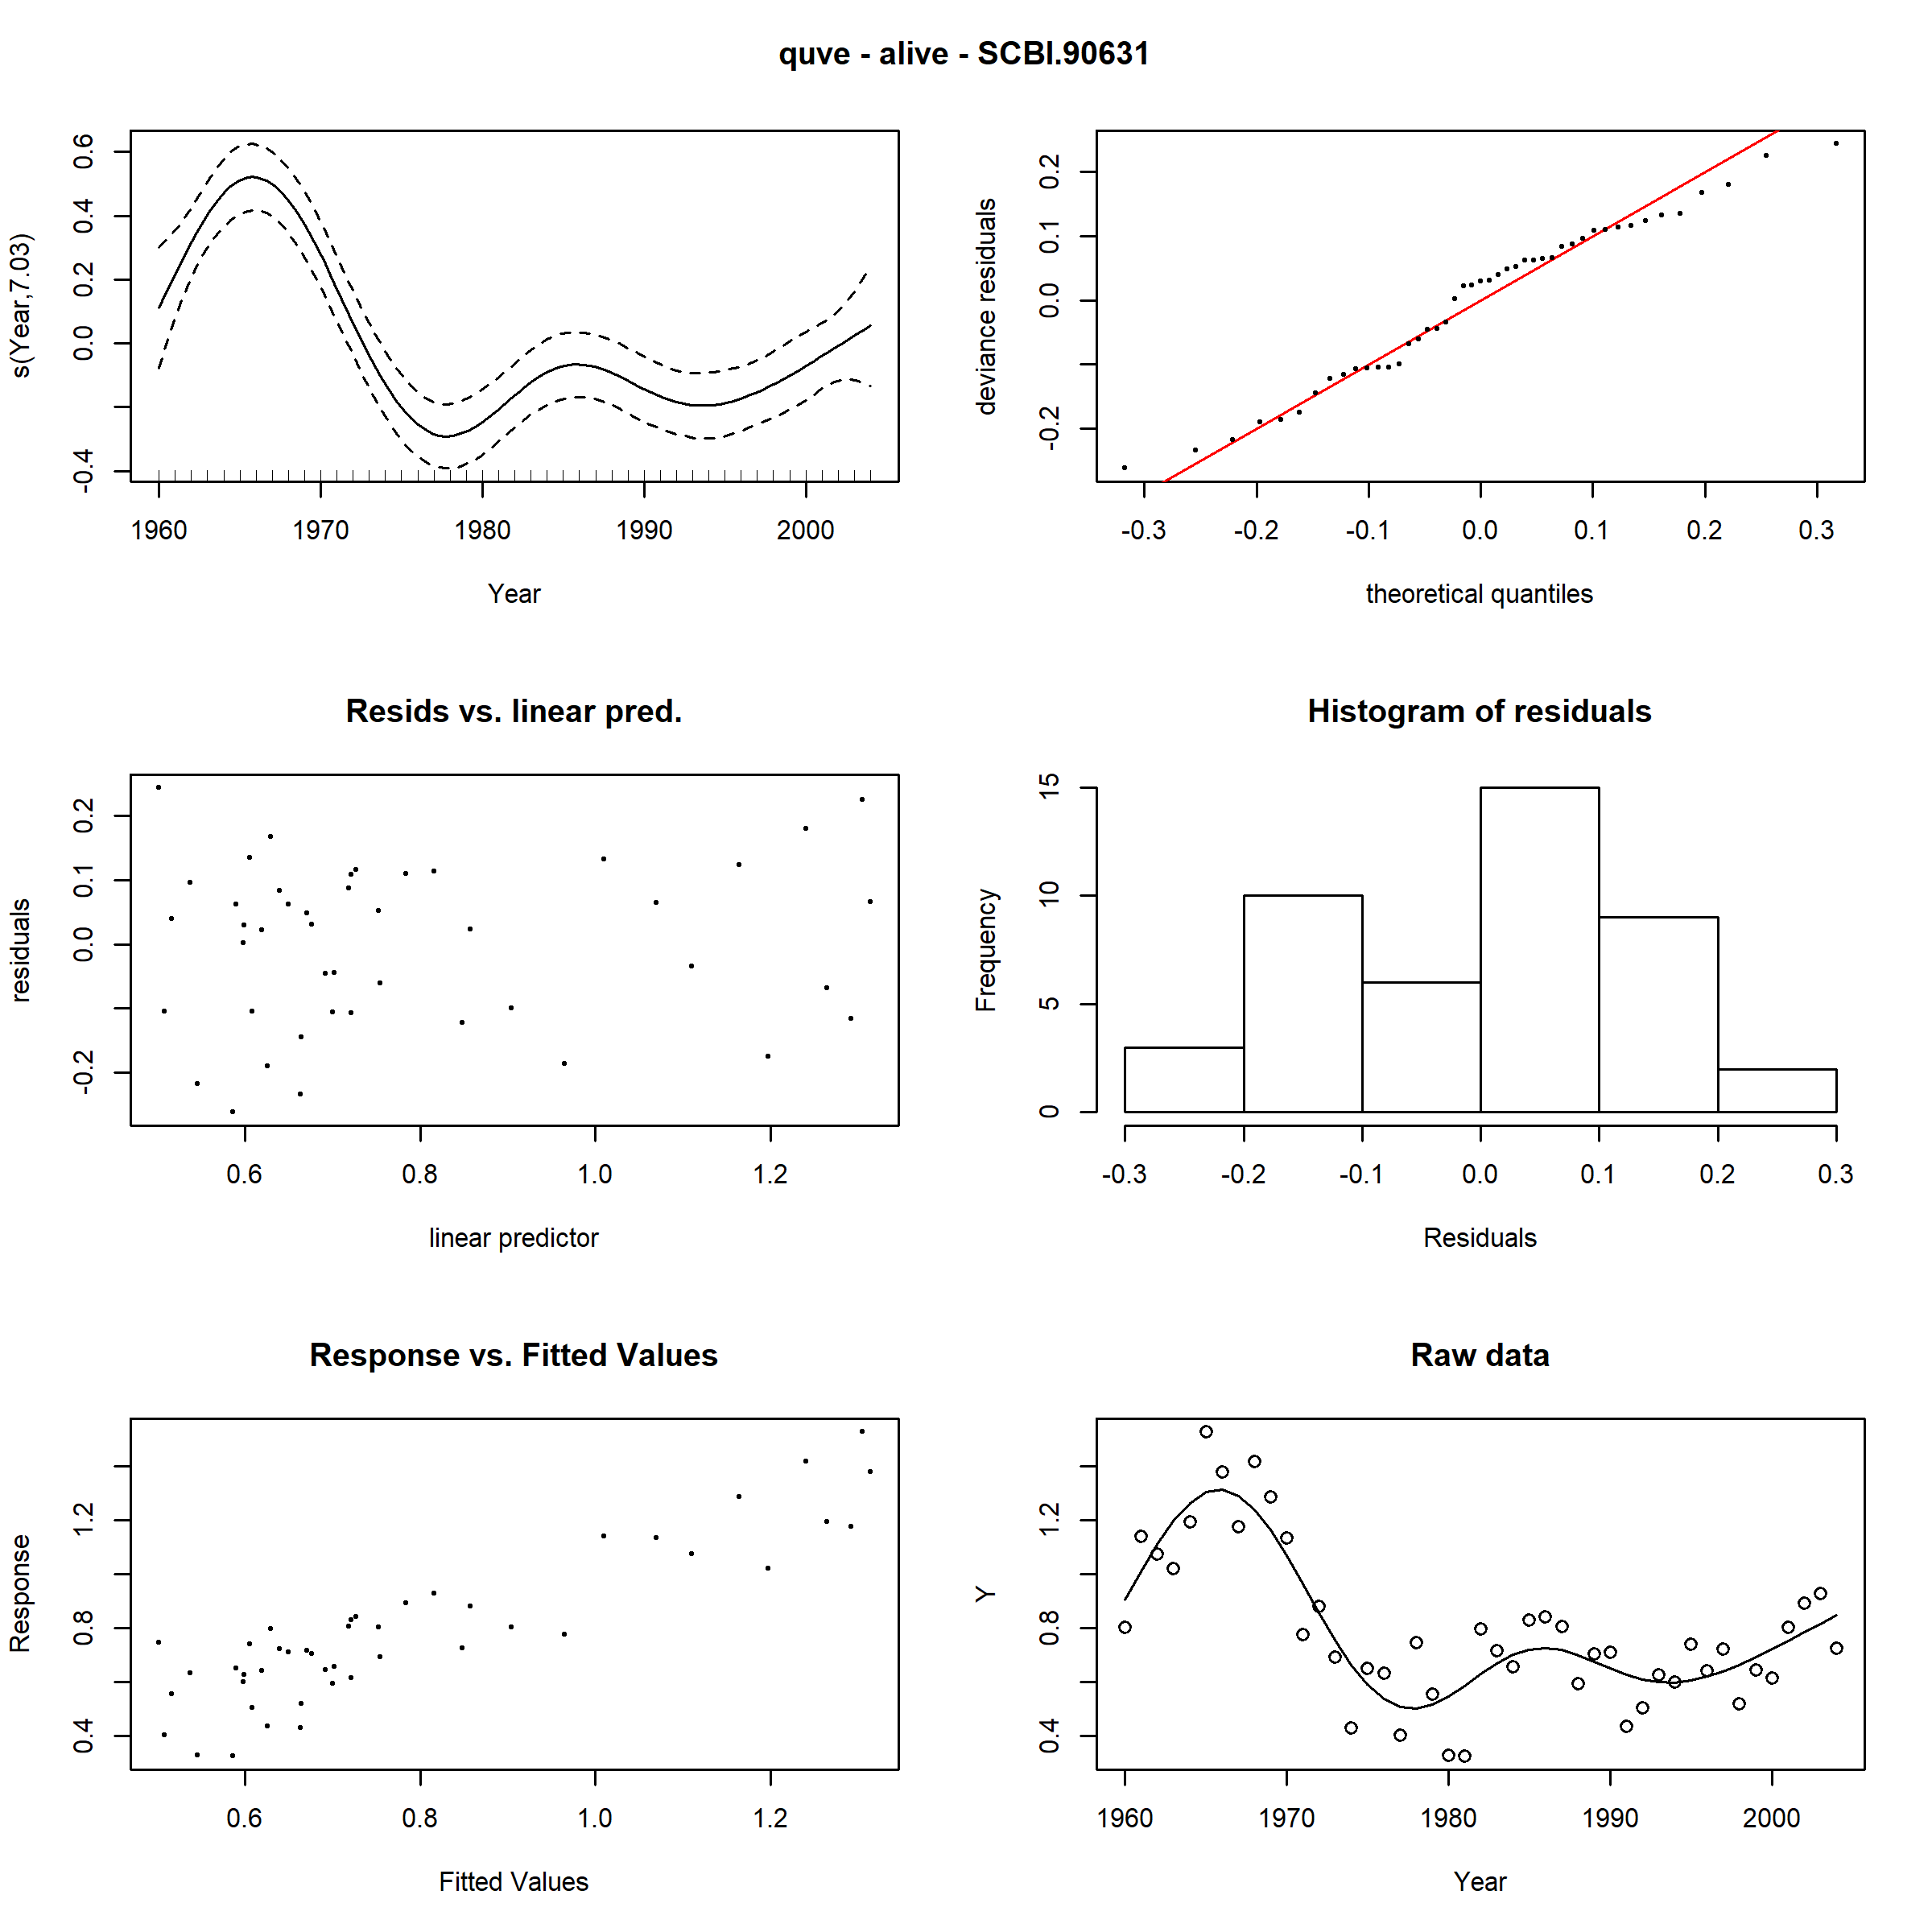 quve - alive - SCBI.90631
s(Year,7.03)
0.6
0.4
0.2
0.0
-0.4
1960 1970 1980 1990 2000
Year
deviance residuals
0.2
0.1
0.0
-0.2
-0.3 -0.2 -0.1 0.0 0.1 0.2 0.3
theoretical quantiles
Resids vs. linear pred.
residuals
0.2
0.1
0.0
-0.2
0.6 0.8 1.0 1.2
linear predictor
Histogram of residuals
Frequency
15
10
5
0
-0.3 -0.2 -0.1 0.0 0.1 0.2 0.3
Residuals
Response vs. Fitted Values
Response
1.2
0.8
0.4
0.6 0.8 1.0 1.2
Fitted Values
Raw data
Y
1.2
0.8
0.4
1960 1970 1980 1990 2000
Year